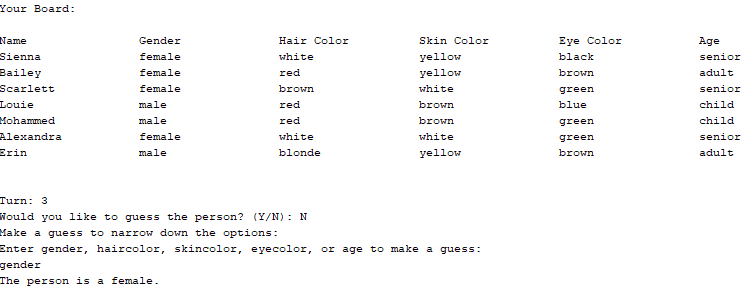 Your Board:
Name Gender Hair Color Skin Color Eye Color Age
Sienna female white yellow black senior
Bailey female red yellow brown adult
Scarlett female brown white green senior
Louie male red brown blue child
Mohammed male red brown green child
Alexandra female white white green senior
Erin male blonde yellow brown adult
Turn: 3
Would you like to guess the person? (Y/N): N
Make a guess to narrow down the options:
Enter gender, haircolor, skincolor, eyecolor, or age to make a guess:
gender
The person is a female.